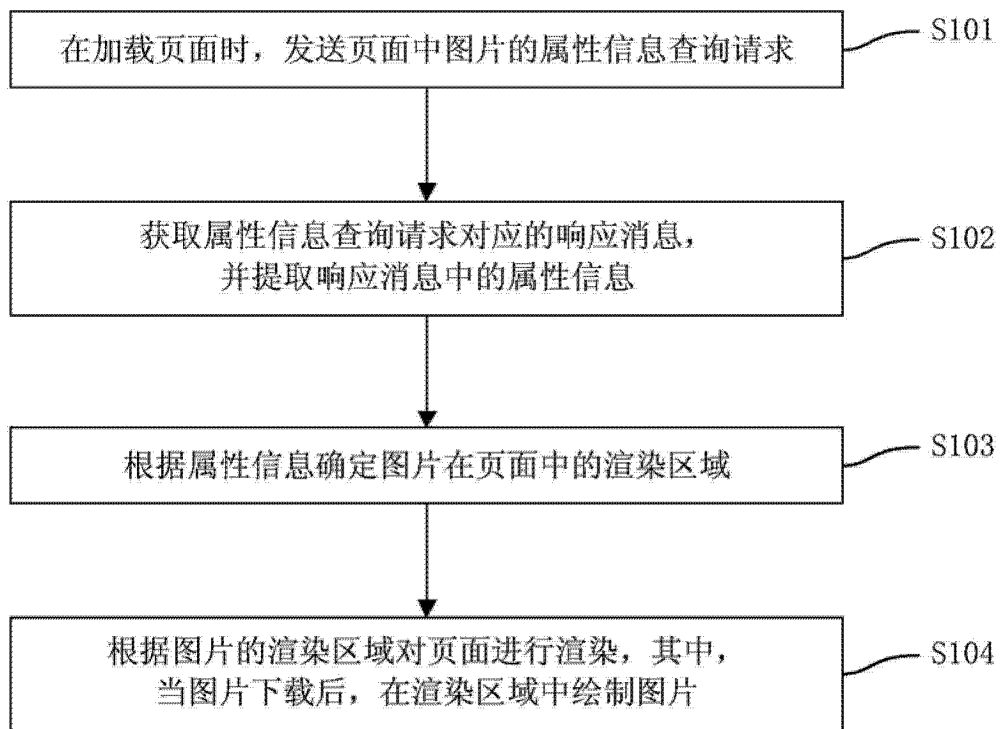 在加载页面时，发送页面中图片的属性信息查询请求
S101
获取属性信息查询请求对应的响应消息，
并提取响应消息中的属性信息
S102
根据属性信息确定图片在页面中的渲染区域
S103
根据图片的渲染区域对页面进行渲染，其中，
当图片下载后，在渲染区域中绘制图片
S104